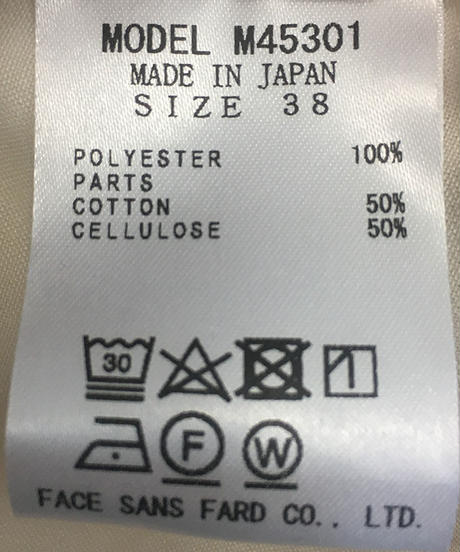 MODEL M45301
MADE IN JAPAN
SIZE 38
POLYESTER 100%
PARTS
COTTON 50%
CELLULOSE 50%
30
F W
FACE SANS FARD CO., LTD.